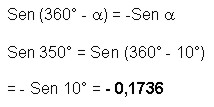 Sen (360° - α) = -Sen α
Sen 350° = Sen (360° - 10°)
= - Sen 10° = - 0,1736